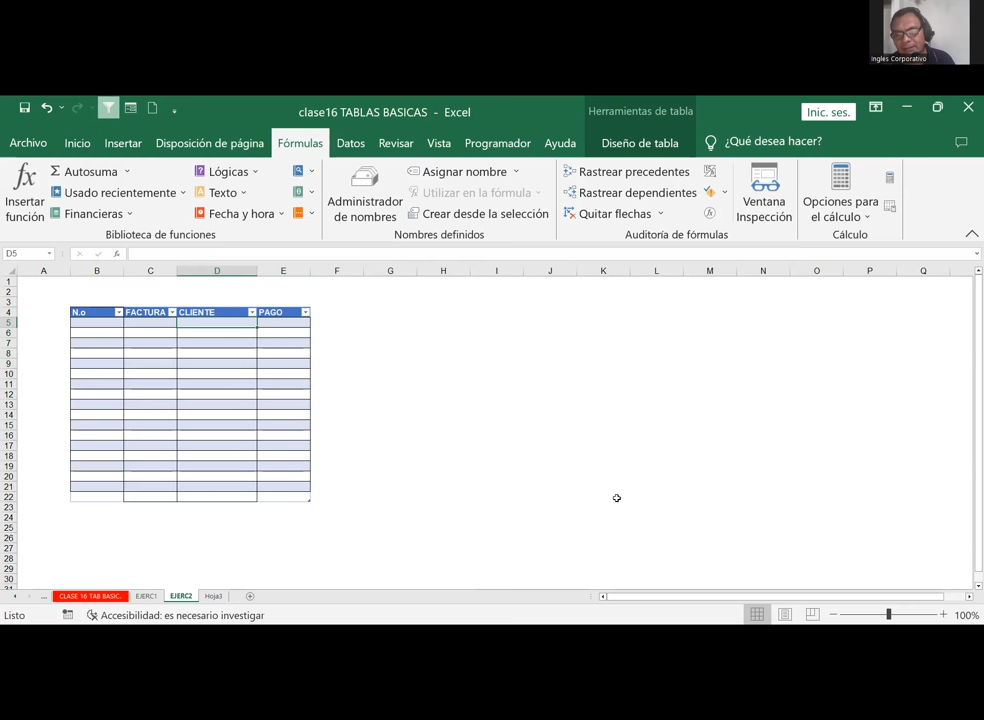 Ingles Corporativo
clase16 TABLAS BASICAS - Excel
Herramientas de tabla
Inic. ses.
Archivo
Inicio
Insertar
Disposición de página
Fórmulas
Datos
Revisar
Vista
Programador
Ayuda
Diseño de tabla
¿Qué desea hacer?
fx
Insertar
función
Σ Autosuma
Usado recientemente
Financieras
Lógicas
Texto
Fecha y hora
Biblioteca de funciones
Administrador
de nombres
Asignar nombre
Utilizar en la fórmula
Crear desde la selección
Nombres definidos
Rastrear precedentes
Rastrear dependientes
Quitar flechas
Auditoría de fórmulas
Ventana
Inspección
Opciones para
el cálculo
Cálculo
D5
fx
A B C D E F G H I J K L M N O P Q
1
2
3
4 N.o FACTURA CLIENTE PAGO
5
6
7
8
9
10
11
12
13
14
15
16
17
18
19
20
21
22
23
24
25
26
27
28
29
30
31
... CLASE 16 TAB BASIC. EJERC1 EJERC2 Hoja3
Listo
Accesibilidad: es necesario investigar
100%